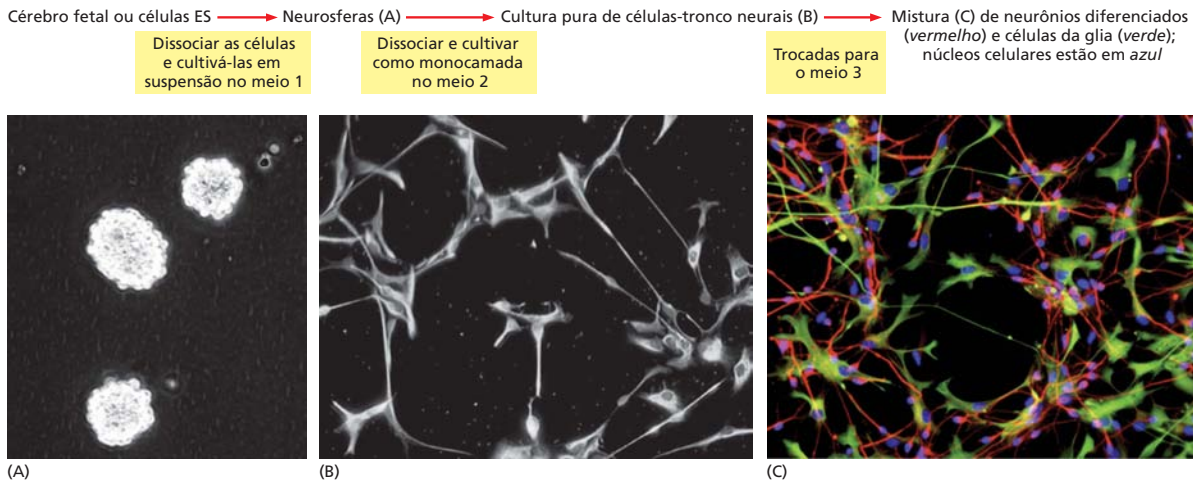 Cérebro fetal ou células ES
Neurosferas (A)
Cultura pura de células-tronco neurais (B)
Mistura (C) de neurônios diferenciados
(vermelho) e células da glia (verde);
núcleos celulares estão em azul
Dissociar as células
e cultivá-las em
suspensão no meio 1
Dissociar e cultivar
como monocamada
no meio 2
Trocadas para
o meio 3
(A)
(B)
(C)